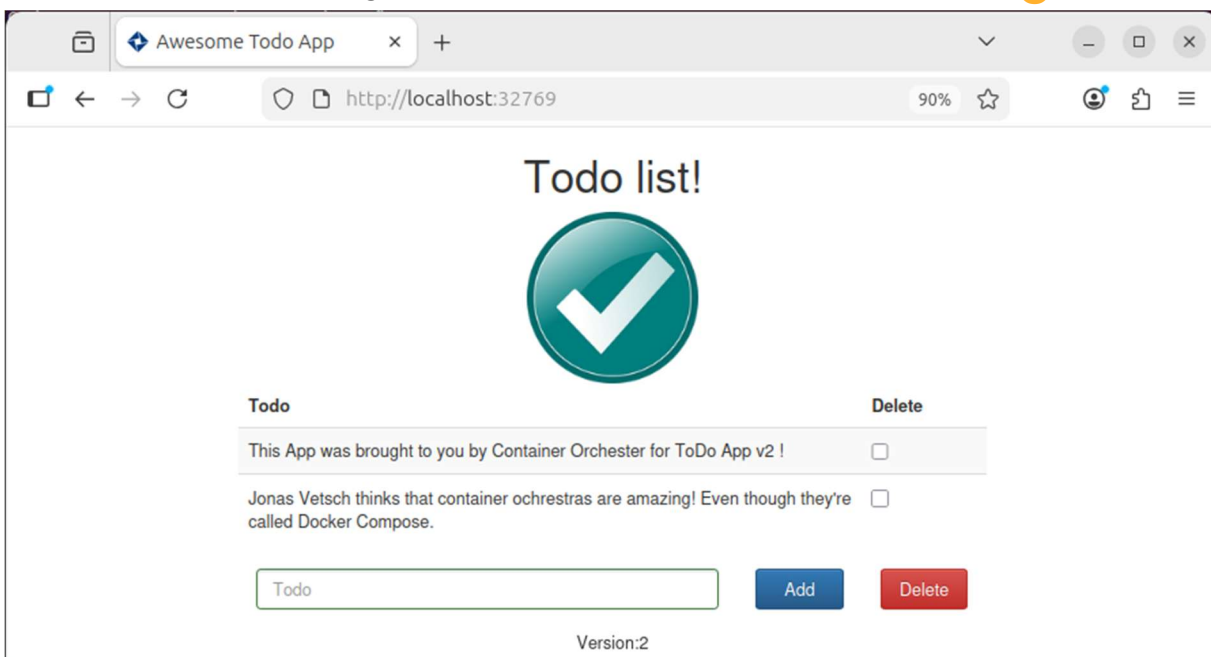 Awesome Todo App
http://localhost:32769
90%
Todo list!
Todo Delete
This App was brought to you by Container Orchester for ToDo App v2 !
Jonas Vetsch thinks that container ochrestras are amazing! Even though they're
called Docker Compose.
Todo Add Delete
Version:2